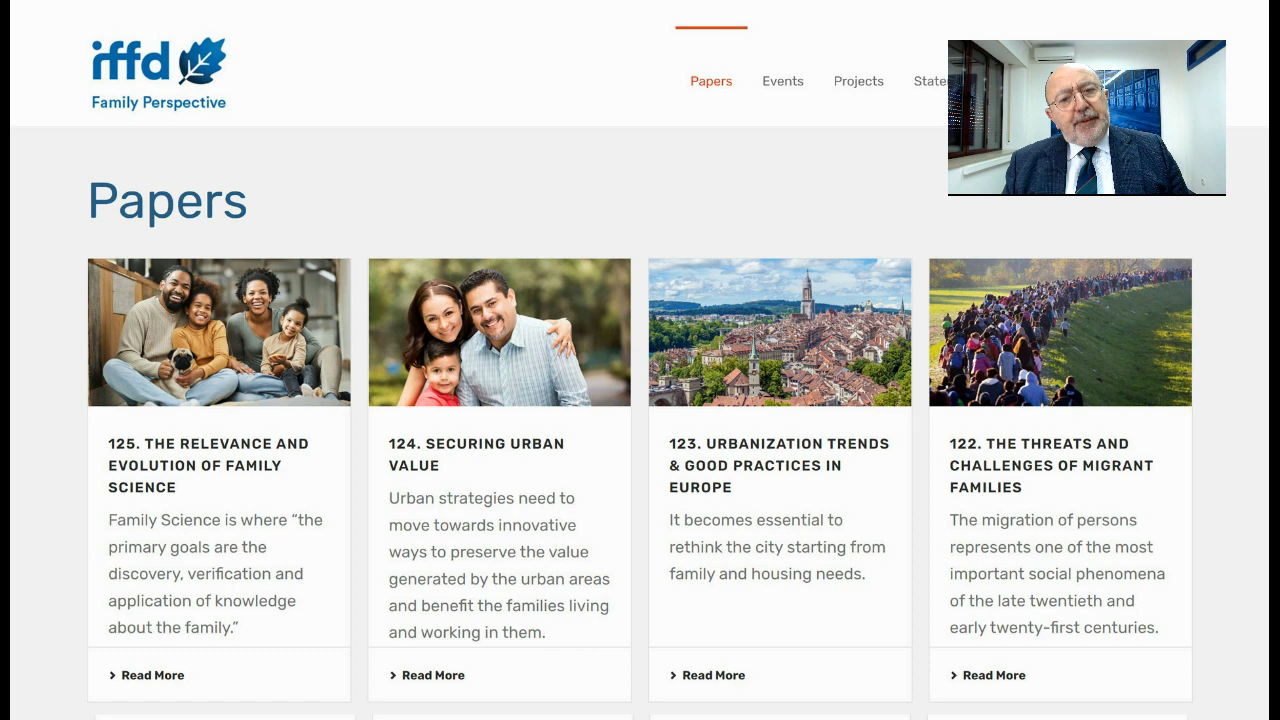 iffd
Family Perspective
Papers
Events
Projects
Papers
125. THE RELEVANCE AND
EVOLUTION OF FAMILY
SCIENCE
Family Science is where “the
primary goals are the
discovery, verification and
application of knowledge
about the family.”
Read More
124. SECURING URBAN
VALUE
Urban strategies need to
move towards innovative
ways to preserve the value
generated by the urban areas
and benefit the families living
and working in them.
Read More
123. URBANIZATION TRENDS
& GOOD PRACTICES IN
EUROPE
It becomes essential to
rethink the city starting from
family and housing needs.
Read More
122. THE THREATS AND
CHALLENGES OF MIGRANT
FAMILIES
The migration of persons
represents one of the most
important social phenomena
of the late twentieth and
early twenty-first centuries.
Read More